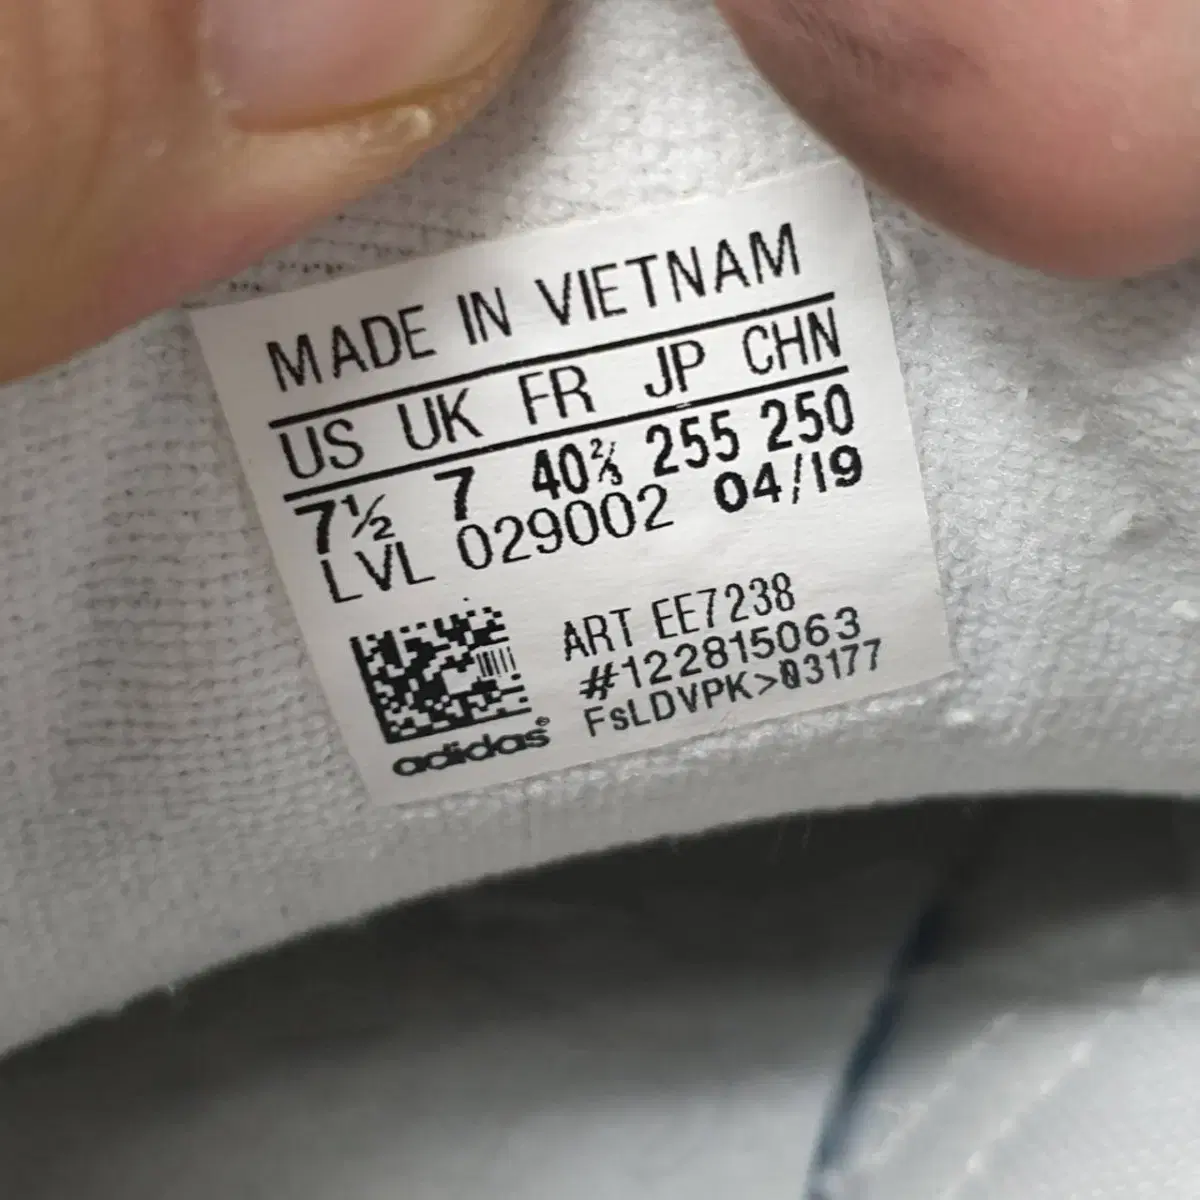 MADE IN VIETNAM
US UK FR JP CHN
7½ 7 40⅔ 255 250
LVL 029002 04/19
ART EE7238
#122815063
FsLDVPK>03177
adidas®